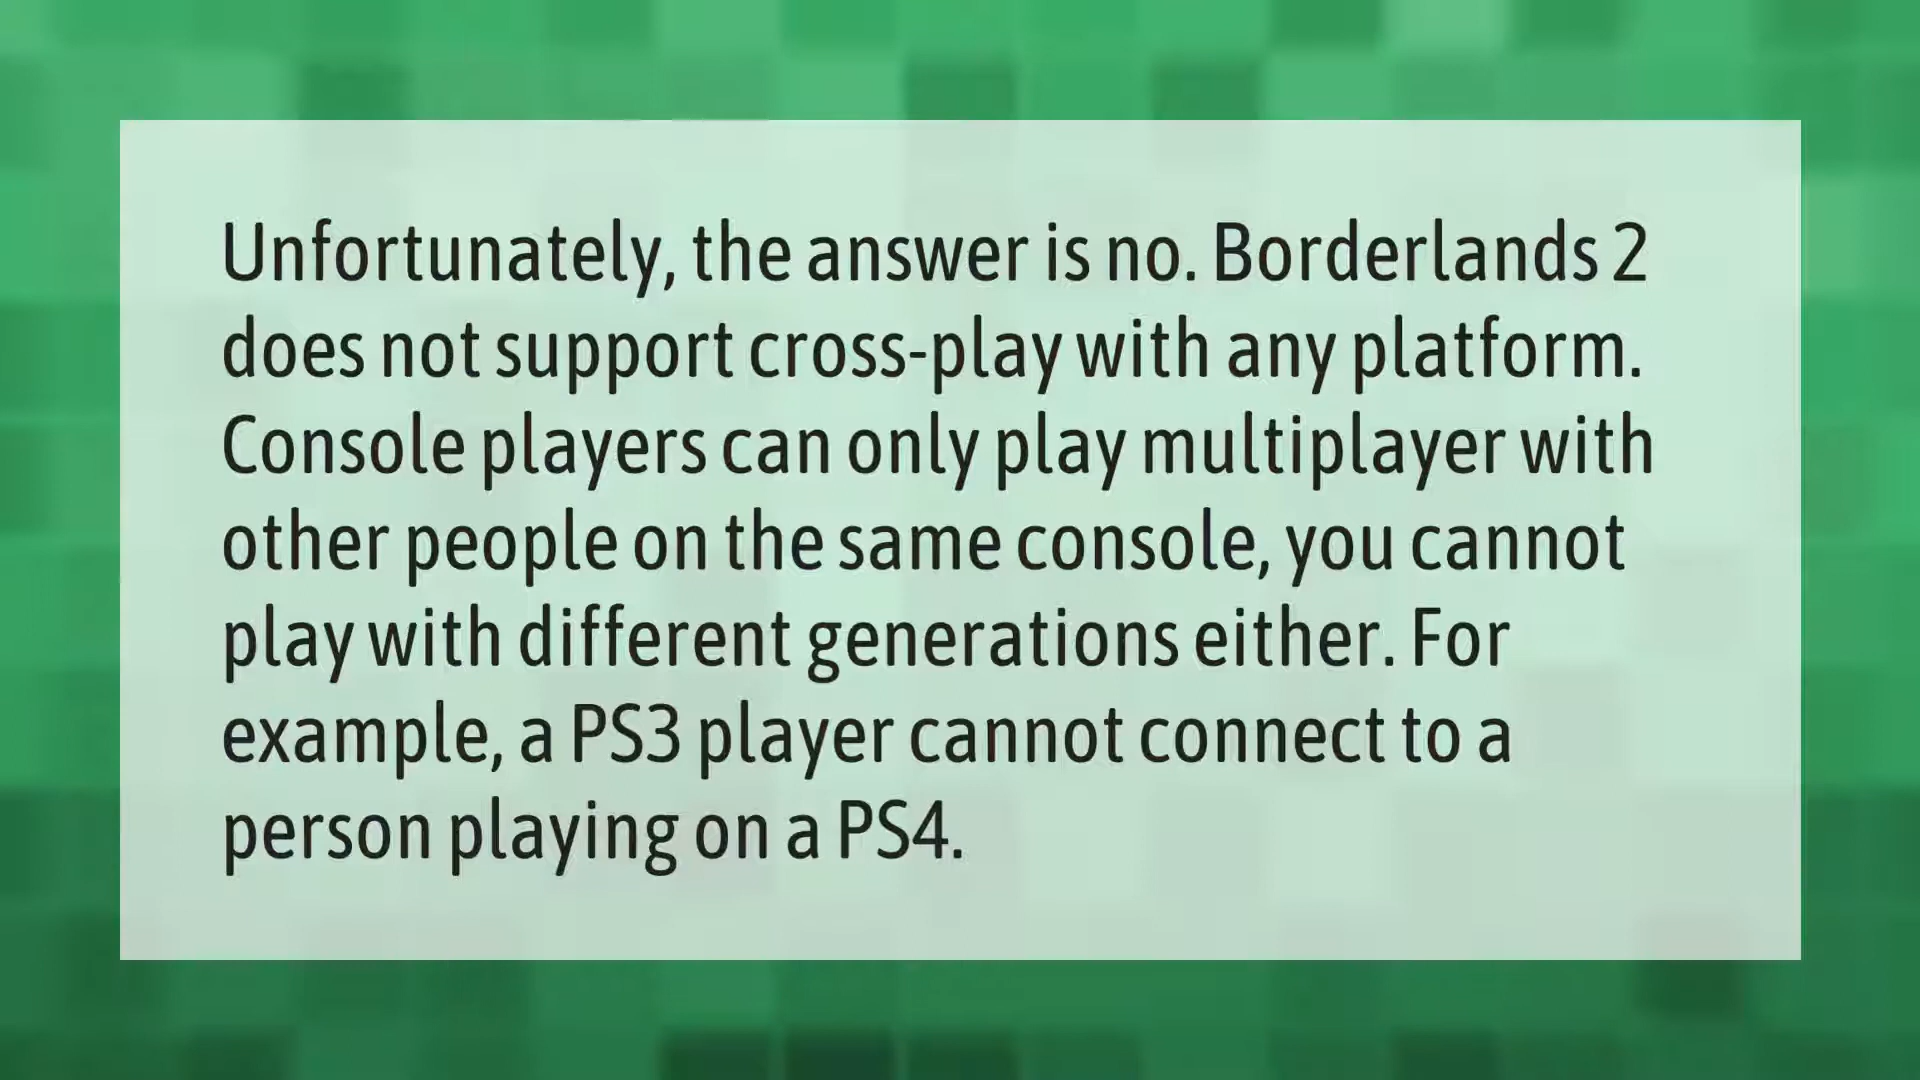 Unfortunately, the answer is no. Borderlands 2
does not support cross-play with any platform.
Console players can only play multiplayer with
other people on the same console, you cannot
play with different generations either. For
example, a PS3 player cannot connect to a
person playing on a PS4.